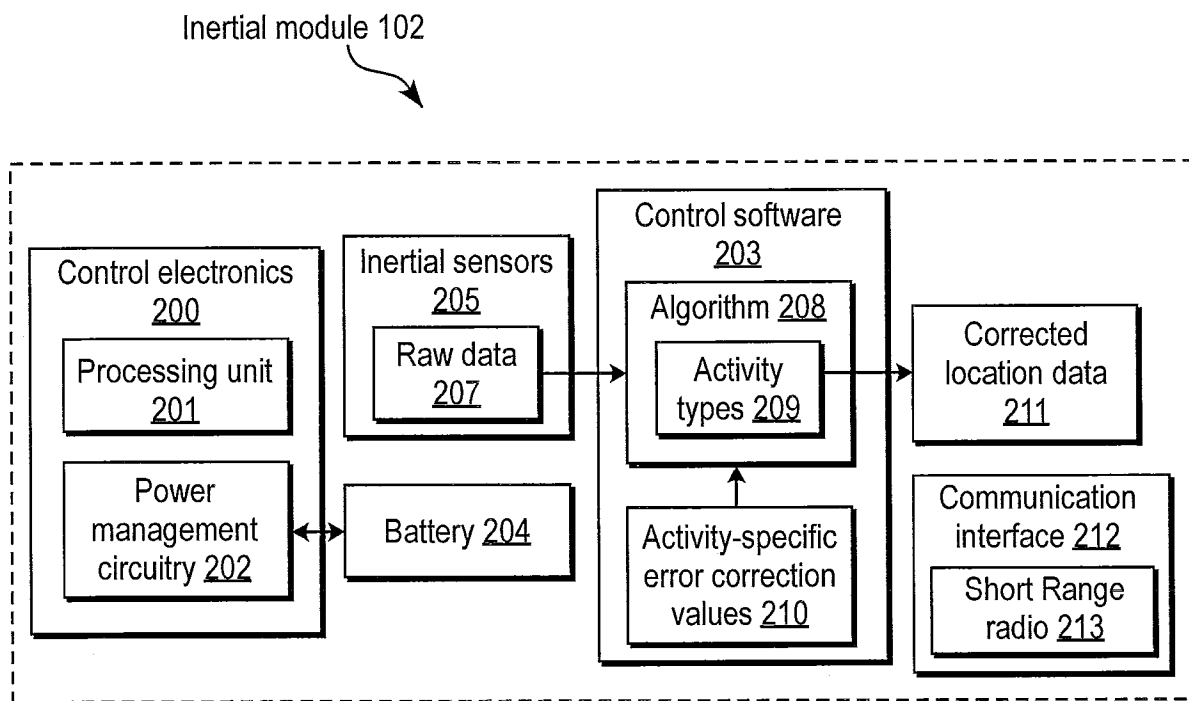 Inertial module 102
Control electronics
200
Processing unit
201
Power
management
circuitry 202
Inertial sensors
205
Raw data
207
Battery 204
Control software
203
Algorithm 208
Activity
types 209
Activity-specific
error correction
values 210
Corrected
location data
211
Communication
interface 212
Short Range
radio 213